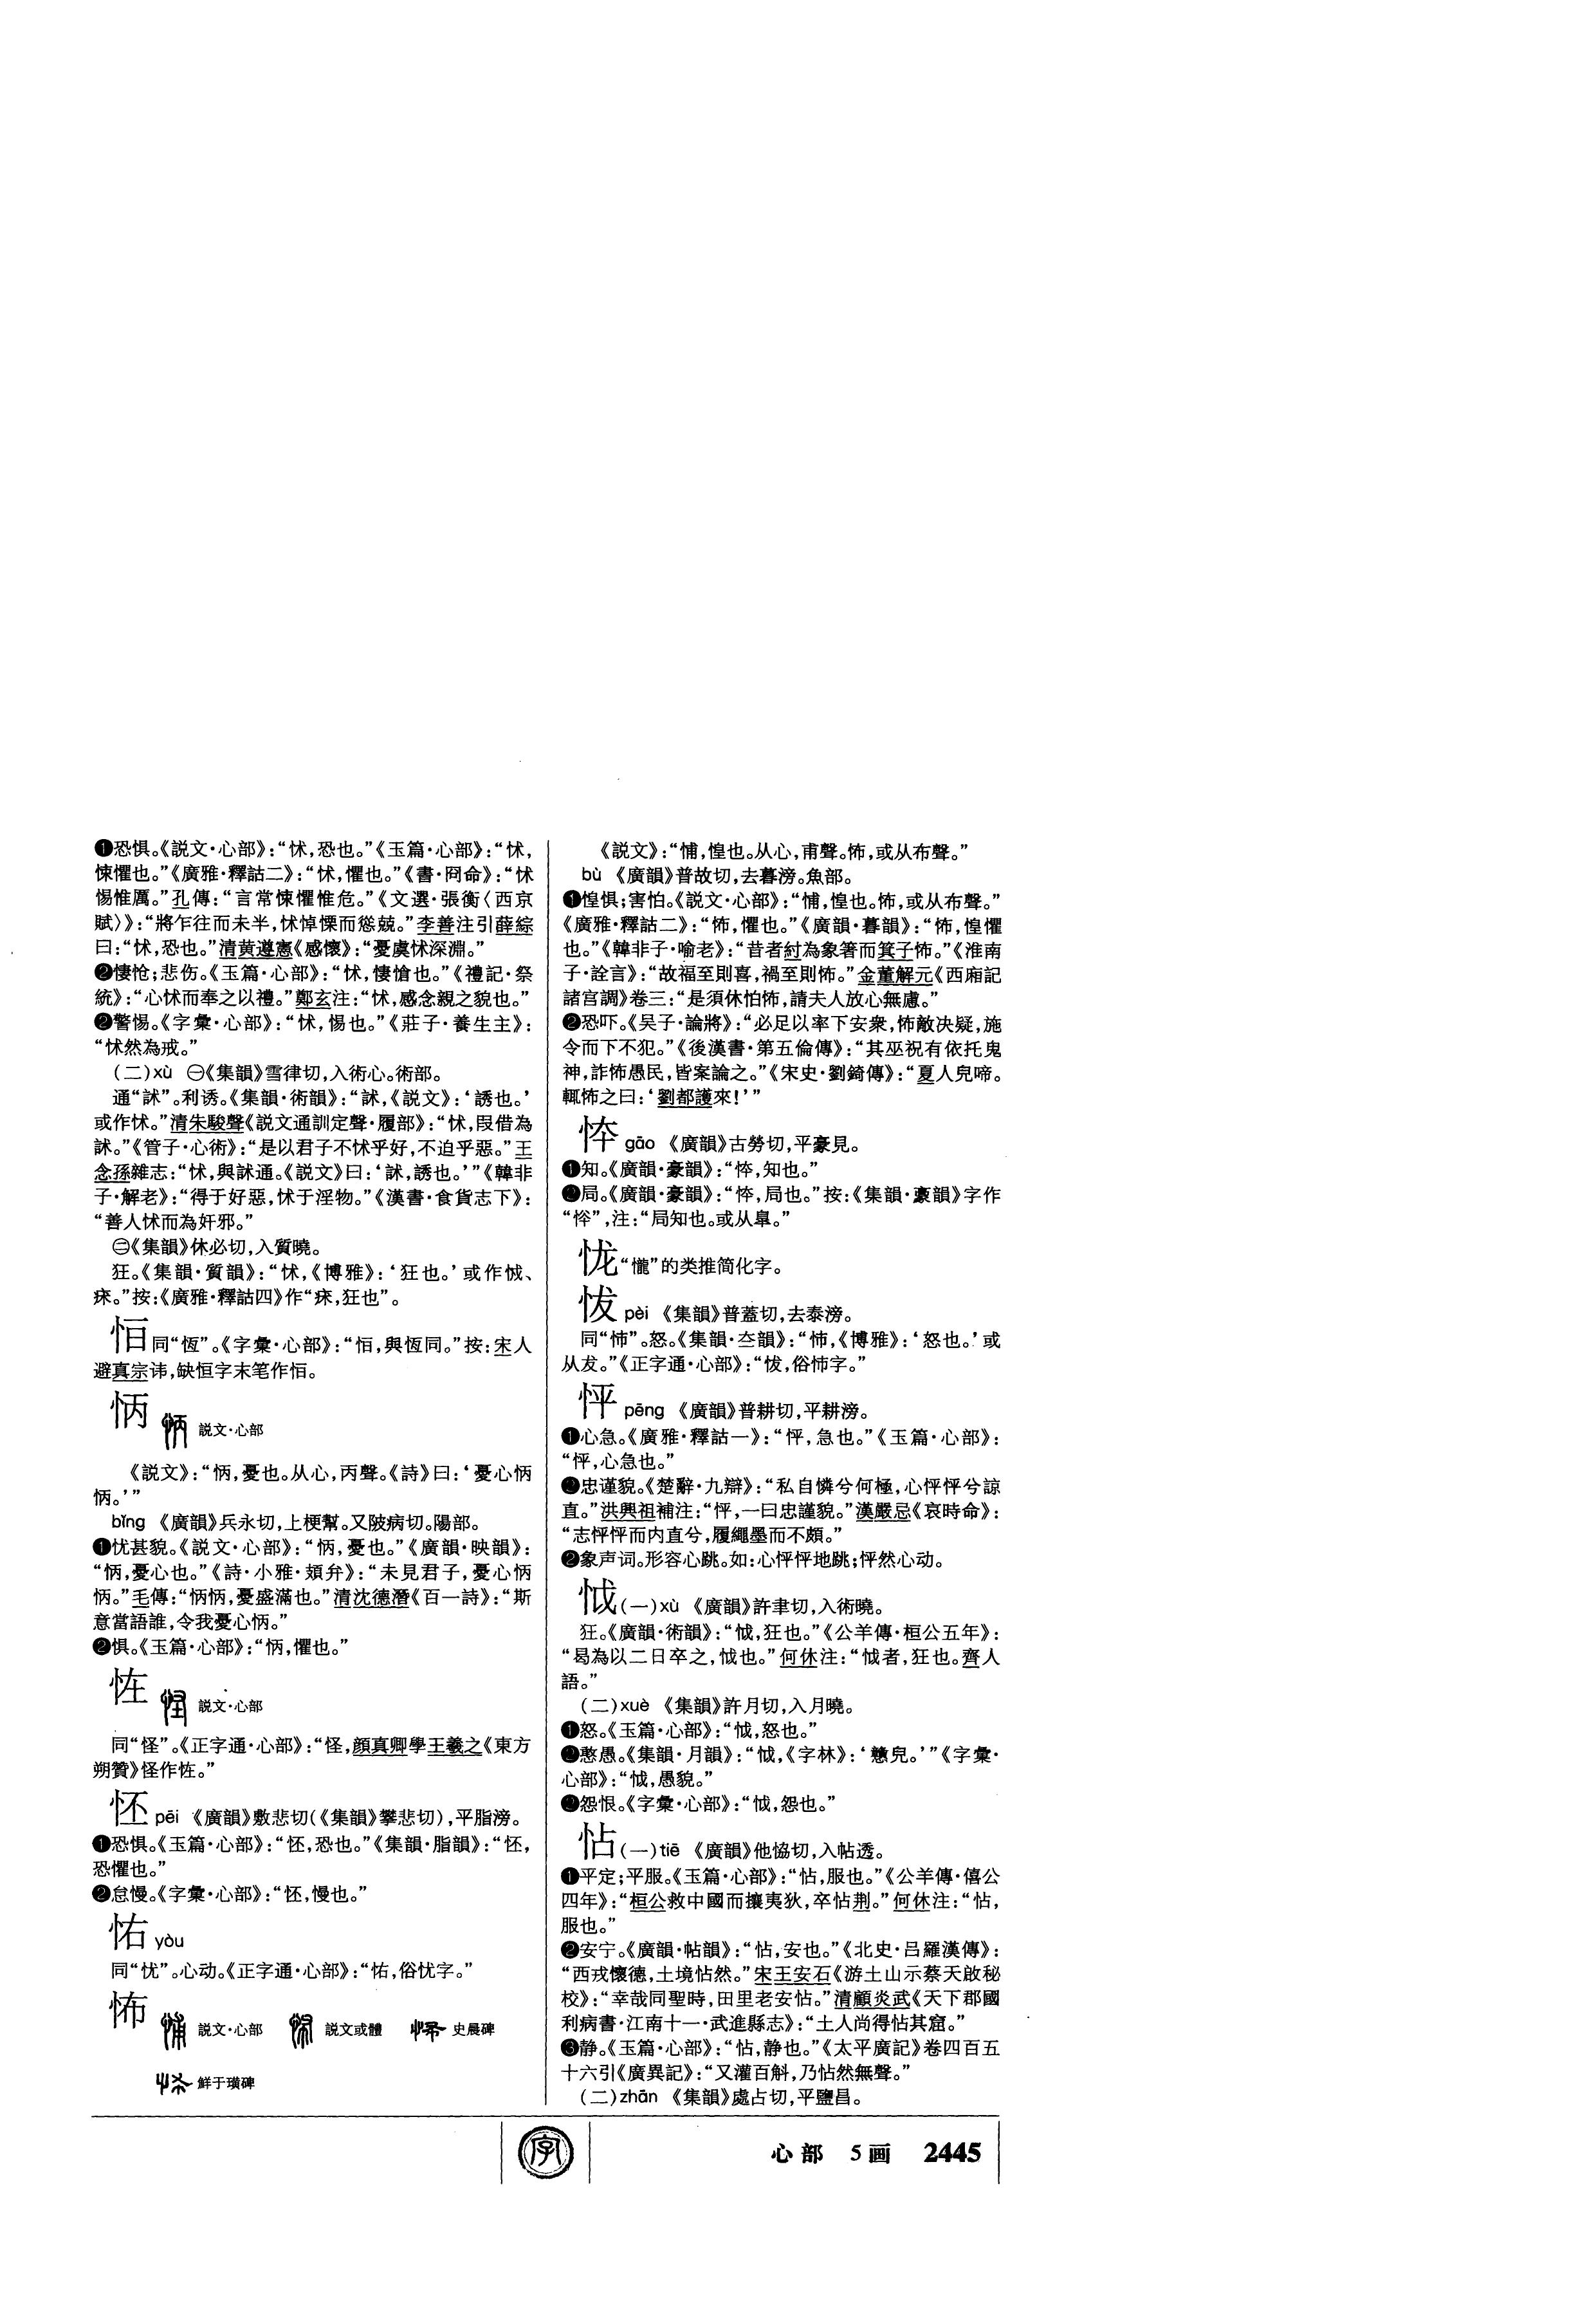 ❶恐惧。《説文·心部》：“怵，恐也。”《玉篇·心部》：“怵，
悚懼也。”《廣雅·釋詁二》：“怵，懼也。”《書·冏命》：“怵
惕惟厲。”孔傳：“言常悚懼惟危。”《文選·張衡〈西京
賦〉》：“將乍往而未半，怵悼慄而慫兢。”李善注引薛綜
曰：“怵，恐也。”清黄遵憲《感懷》：“憂虞怵深淵。”
❷悽怆；悲伤。《玉篇·心部》：“怵，悽愴也。”《禮記·祭
統》：“心怵而奉之以禮。”鄭玄注：“怵，感念親之貌也。”
❷警惕。《字彙·心部》：“怵，惕也。”《莊子·養生主》：
“怵然為戒。”
（二）xù ㊀《集韻》雪律切，入術心。術部。
通“訹”。利诱。《集韻·術韻》：“訹，《説文》：‘誘也。’
或作怵。”清朱駿聲《説文通訓定聲·履部》：“怵，叚借為
訹。”《管子·心術》：“是以君子不怵乎好，不迫乎惡。”王
念孫雜志：“怵，與訹通。《説文》曰：‘訹，誘也。’”《韓非
子·解老》：“得于好惡，怵于淫物。”《漢書·食貨志下》：
“善人怵而為奸邪。”
㊁《集韻》休必切，入質曉。
狂。《集韻·質韻》：“怵，《博雅》：‘狂也。’或作怴、
㾁。”按：《廣雅·釋詁四》作“㾁，狂也”。
㤚同“恆”。《字彙·心部》：“㤚，與恆同。”按：宋人
避真宗讳，缺恒字末笔作㤚。
怲 説文·心部
《説文》：“怲，憂也。从心，丙聲。《詩》曰：‘憂心怲
怲。’”
bǐng 《廣韻》兵永切，上梗幫。又陂病切。陽部。
❶忧甚貌。《説文·心部》：“怲，憂也。”《廣韻·映韻》：
“怲，憂心也。”《詩·小雅·頍弁》：“未見君子，憂心怲
怲。”毛傳：“怲怲，憂盛滿也。”清沈德潛《百一詩》：“斯
意當語誰，令我憂心怲。”
❷惧。《玉篇·心部》：“怲，懼也。”
恠 説文·心部
同“怪”。《正字通·心部》：“怪，顔真卿學王羲之《東方
朔贊》怪作恠。”
怌 pēi 《廣韻》敷悲切（《集韻》攀悲切），平脂滂。
❶恐惧。《玉篇·心部》：“怌，恐也。”《集韻·脂韻》：“怌，
恐懼也。”
❷怠慢。《字彙·心部》：“怌，慢也。”
怞 yòu
同“忧”。心动。《正字通·心部》：“㤑，俗忧字。”
怖 説文·心部 説文或體 史晨碑
鮮于璜碑
《説文》：“悑，惶也。从心，甫聲。怖，或从布聲。”
bù 《廣韻》普故切，去暮滂。魚部。
❶惶惧；害怕。《説文·心部》：“悑，惶也。怖，或从布聲。”
《廣雅·釋詁二》：“怖，懼也。”《廣韻·暮韻》：“怖，惶懼
也。”《韓非子·喻老》：“昔者紂為象箸而箕子怖。”《淮南
子·詮言》：“故福至則喜，禍至則怖。”金董解元《西廂記
諸宫調》卷三：“是須休怕怖，請夫人放心無慮。”
❷恐吓。《吴子·論將》：“必足以率下安衆，怖敵决疑，施
令而下不犯。”《後漢書·第五倫傳》：“其巫祝有依托鬼
神，詐怖愚民，皆案論之。”《宋史·劉錡傳》：“夏人兒啼。
輒怖之曰：‘劉都護來！’”
㤒 gāo 《廣韻》古勞切，平豪見。
❶知。《廣韻·豪韻》：“㤒，知也。”
❷局。《廣韻·豪韻》：“㤒，局也。”按：《集韻·豪韻》字作
注：“局知也。或从臯。”
㤘“㦕”的类推简化字。
㤄 pèi 《集韻》普蓋切，去泰滂。
同“㤄”。怒。《集韻·夳韻》：“㤄，《博雅》：‘怒也。’或
从犮。”《正字通·心部》：“俗㤄字。”
怦 pēng 《廣韻》普耕切，平耕滂。
❶心急。《廣雅·釋詁一》：“怦，急也。”《玉篇·心部》：
“怦，心急也。”
❷忠谨貌。《楚辭·九辯》：“私自憐兮何極，心怦怦兮諒
直。”洪興祖補注：“怦，一曰忠謹貌。”漢嚴忌《哀時命》：
“志怦怦而内直兮，履繩墨而不頗。”
❷象声词。形容心跳。如：心怦怦地跳；怦然心动。
怴（一）xù 《廣韻》許聿切，入術曉。
狂。《廣韻·術韻》：“怴，狂也。”《公羊傳·桓公五年》：
“曷為以二日卒之，怴也。”何休注：“怴者，狂也。齊人
語。”
（二）xuè 《集韻》許月切，入月曉。
❶怒。《玉篇·心部》：“怴，怒也。”
❷憨愚。《集韻·月韻》：“怴，《字林》：‘戆皃。’”《字彙·
心部》：“怴，愚貌。”
❷怨恨。《字彙·心部》：“怴，怨也。”
怗（一）tiē 《廣韻》他協切，入帖透。
❶平定；平服。《玉篇·心部》：“怗，服也。”《公羊傳·僖公
四年》：“桓公救中國而攘夷狄，卒怗荆。”何休注：“怗，
服也。”
❷安宁。《廣韻·帖韻》：“怗，安也。”《北史·吕羅漢傳》：
“西戎懷德，土境怗然。”宋王安石《游土山示蔡天啟秘
校》：“幸哉同聖時，田里老安怗。”清顧炎武《天下郡國
利病書·江南十一·武進縣志》：“土人尚得怗其窟。”
❸静。《玉篇·心部》：“怗，静也。”《太平廣記》卷四百五
十六引《廣異記》：“又灌百斛，乃怗然無聲。”
（二）zhān 《集韻》處占切，平鹽昌。
字
心部 5画 2445